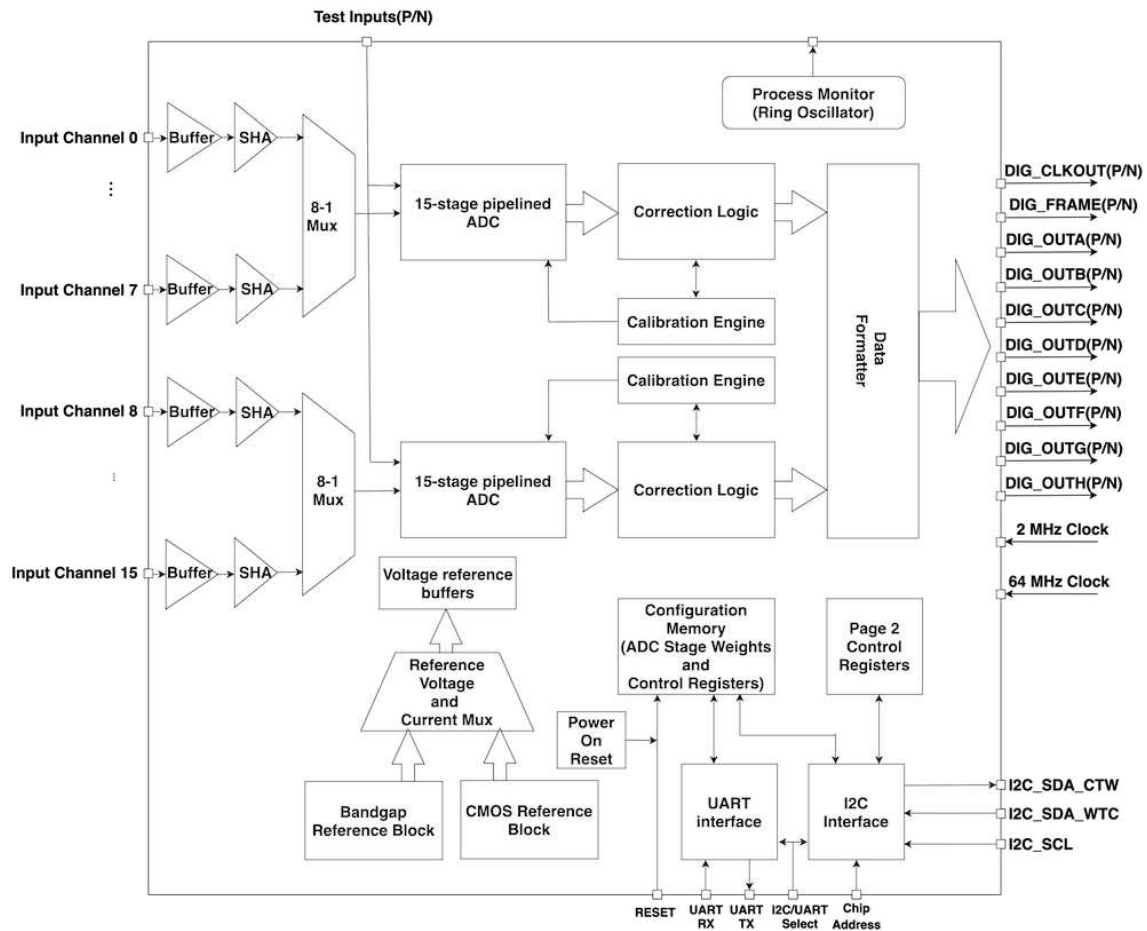 Test Inputs(P/N)
Process Monitor
(Ring Oscillator)
Input Channel 0
Buffer
SHA
...
8-1
Mux
Input Channel 7
Buffer
SHA
15-stage pipelined
ADC
Correction Logic
Calibration Engine
Data
Formatter
Input Channel 8
Buffer
SHA
...
8-1
Mux
Input Channel 15
Buffer
SHA
Calibration Engine
15-stage pipelined
ADC
Correction Logic
DIG_CLKOUT(P/N)
DIG_FRAME(P/N)
DIG_OUTA(P/N)
DIG_OUTB(P/N)
DIG_OUTC(P/N)
DIG_OUTD(P/N)
DIG_OUTE(P/N)
DIG_OUTF(P/N)
DIG_OUTG(P/N)
DIG_OUTH(P/N)
2 MHz Clock
64 MHz Clock
Voltage reference
buffers
Reference
Voltage
and
Current Mux
Bandgap
Reference Block
CMOS Reference
Block
Configuration
Memory
(ADC Stage Weights
and
Control Registers)
Page 2
Control
Registers
Power
On
Reset
UART
interface
I2C
Interface
I2C_SDA_CTW
I2C_SDA_WTC
I2C_SCL
RESET
UART
RX
UART
TX
I2C/UART
Select
Chip
Address